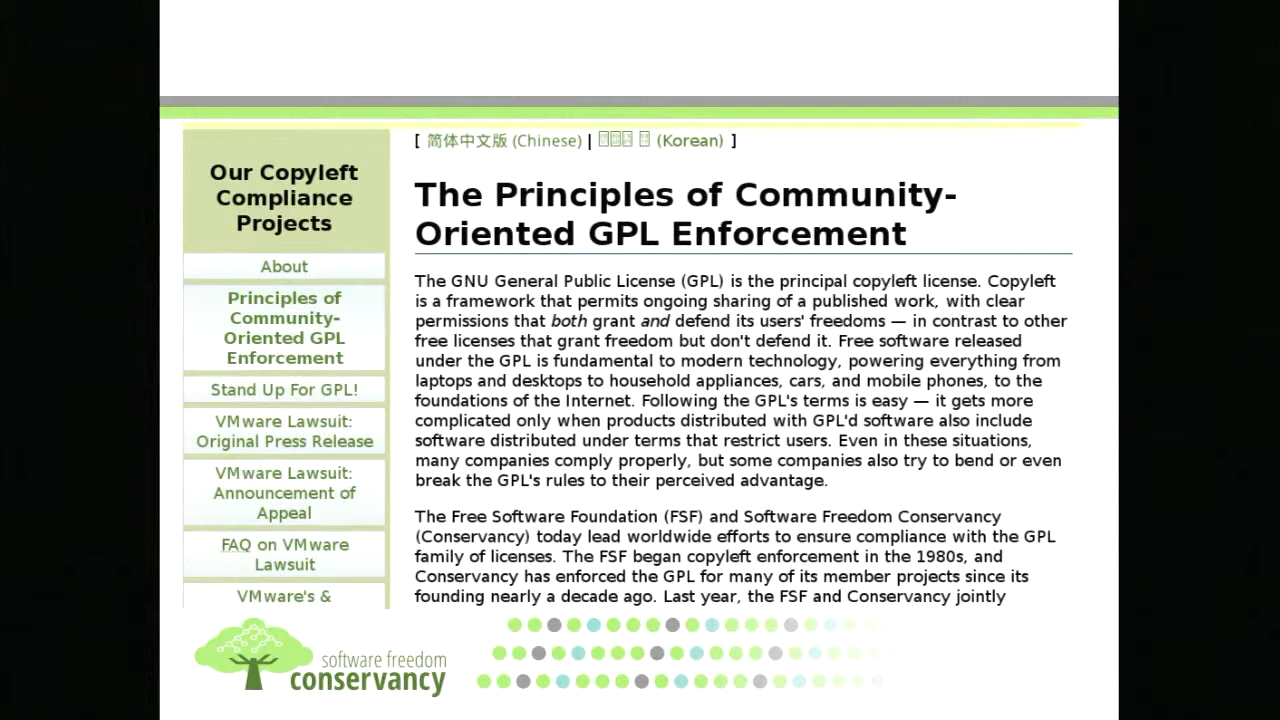 [ 简体中文版 (Chinese) | (Korean) ]
Our Copyleft
Compliance
Projects
About
Principles of
Community-
Oriented GPL
Enforcement
Stand Up For GPL!
VMware Lawsuit:
Original Press Release
VMware Lawsuit:
Announcement of
Appeal
FAQ on VMware
Lawsuit
VMware's &
The Principles of Community-
Oriented GPL Enforcement
The GNU General Public License (GPL) is the principal copyleft license. Copyleft
is a framework that permits ongoing sharing of a published work, with clear
permissions that both grant and defend its users' freedoms — in contrast to other
free licenses that grant freedom but don't defend it. Free software released
under the GPL is fundamental to modern technology, powering everything from
laptops and desktops to household appliances, cars, and mobile phones, to the
foundations of the Internet. Following the GPL's terms is easy — it gets more
complicated only when products distributed with GPL'd software also include
software distributed under terms that restrict users. Even in these situations,
many companies comply properly, but some companies also try to bend or even
break the GPL's rules to their perceived advantage.
The Free Software Foundation (FSF) and Software Freedom Conservancy
(Conservancy) today lead worldwide efforts to ensure compliance with the GPL
family of licenses. The FSF began copyleft enforcement in the 1980s, and
Conservancy has enforced the GPL for many of its member projects since its
founding nearly a decade ago. Last year, the FSF and Conservancy jointly
software freedom
conservancy